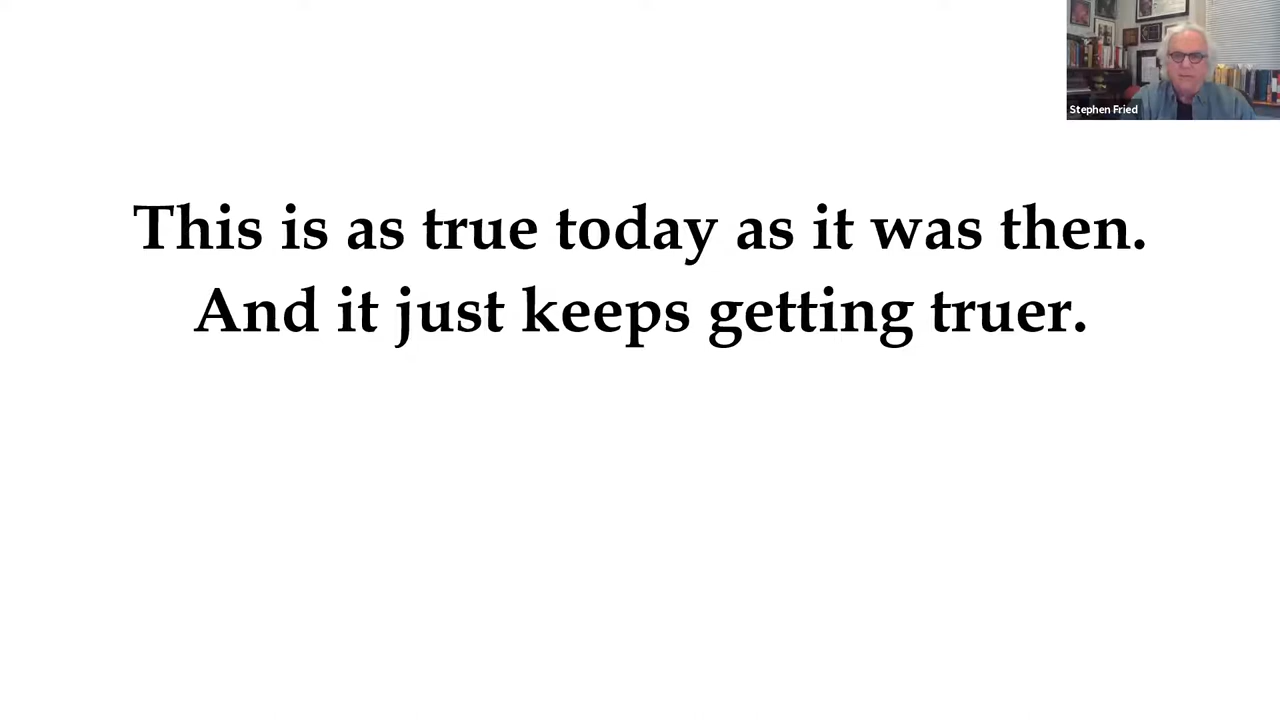 Stephen Fried
This is as true today as it was then.
And it just keeps getting truer.